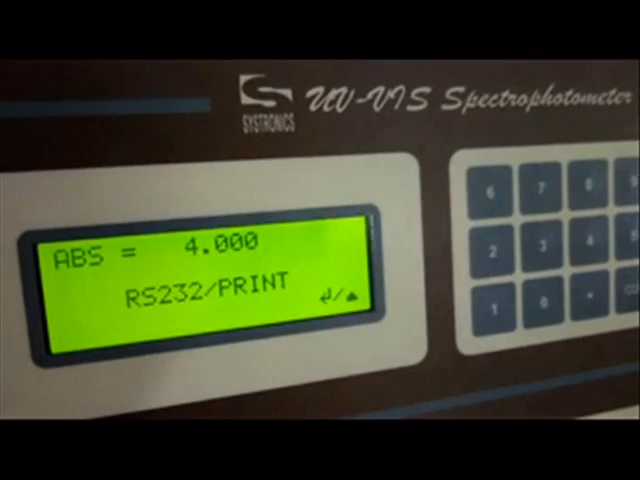 UV-VIS Spectrophotometer
SYSTRONICS
ABS = 4.000
RS232/PRINT
↵/▲
6 7 8 9
2 3 4 5
1 0 *